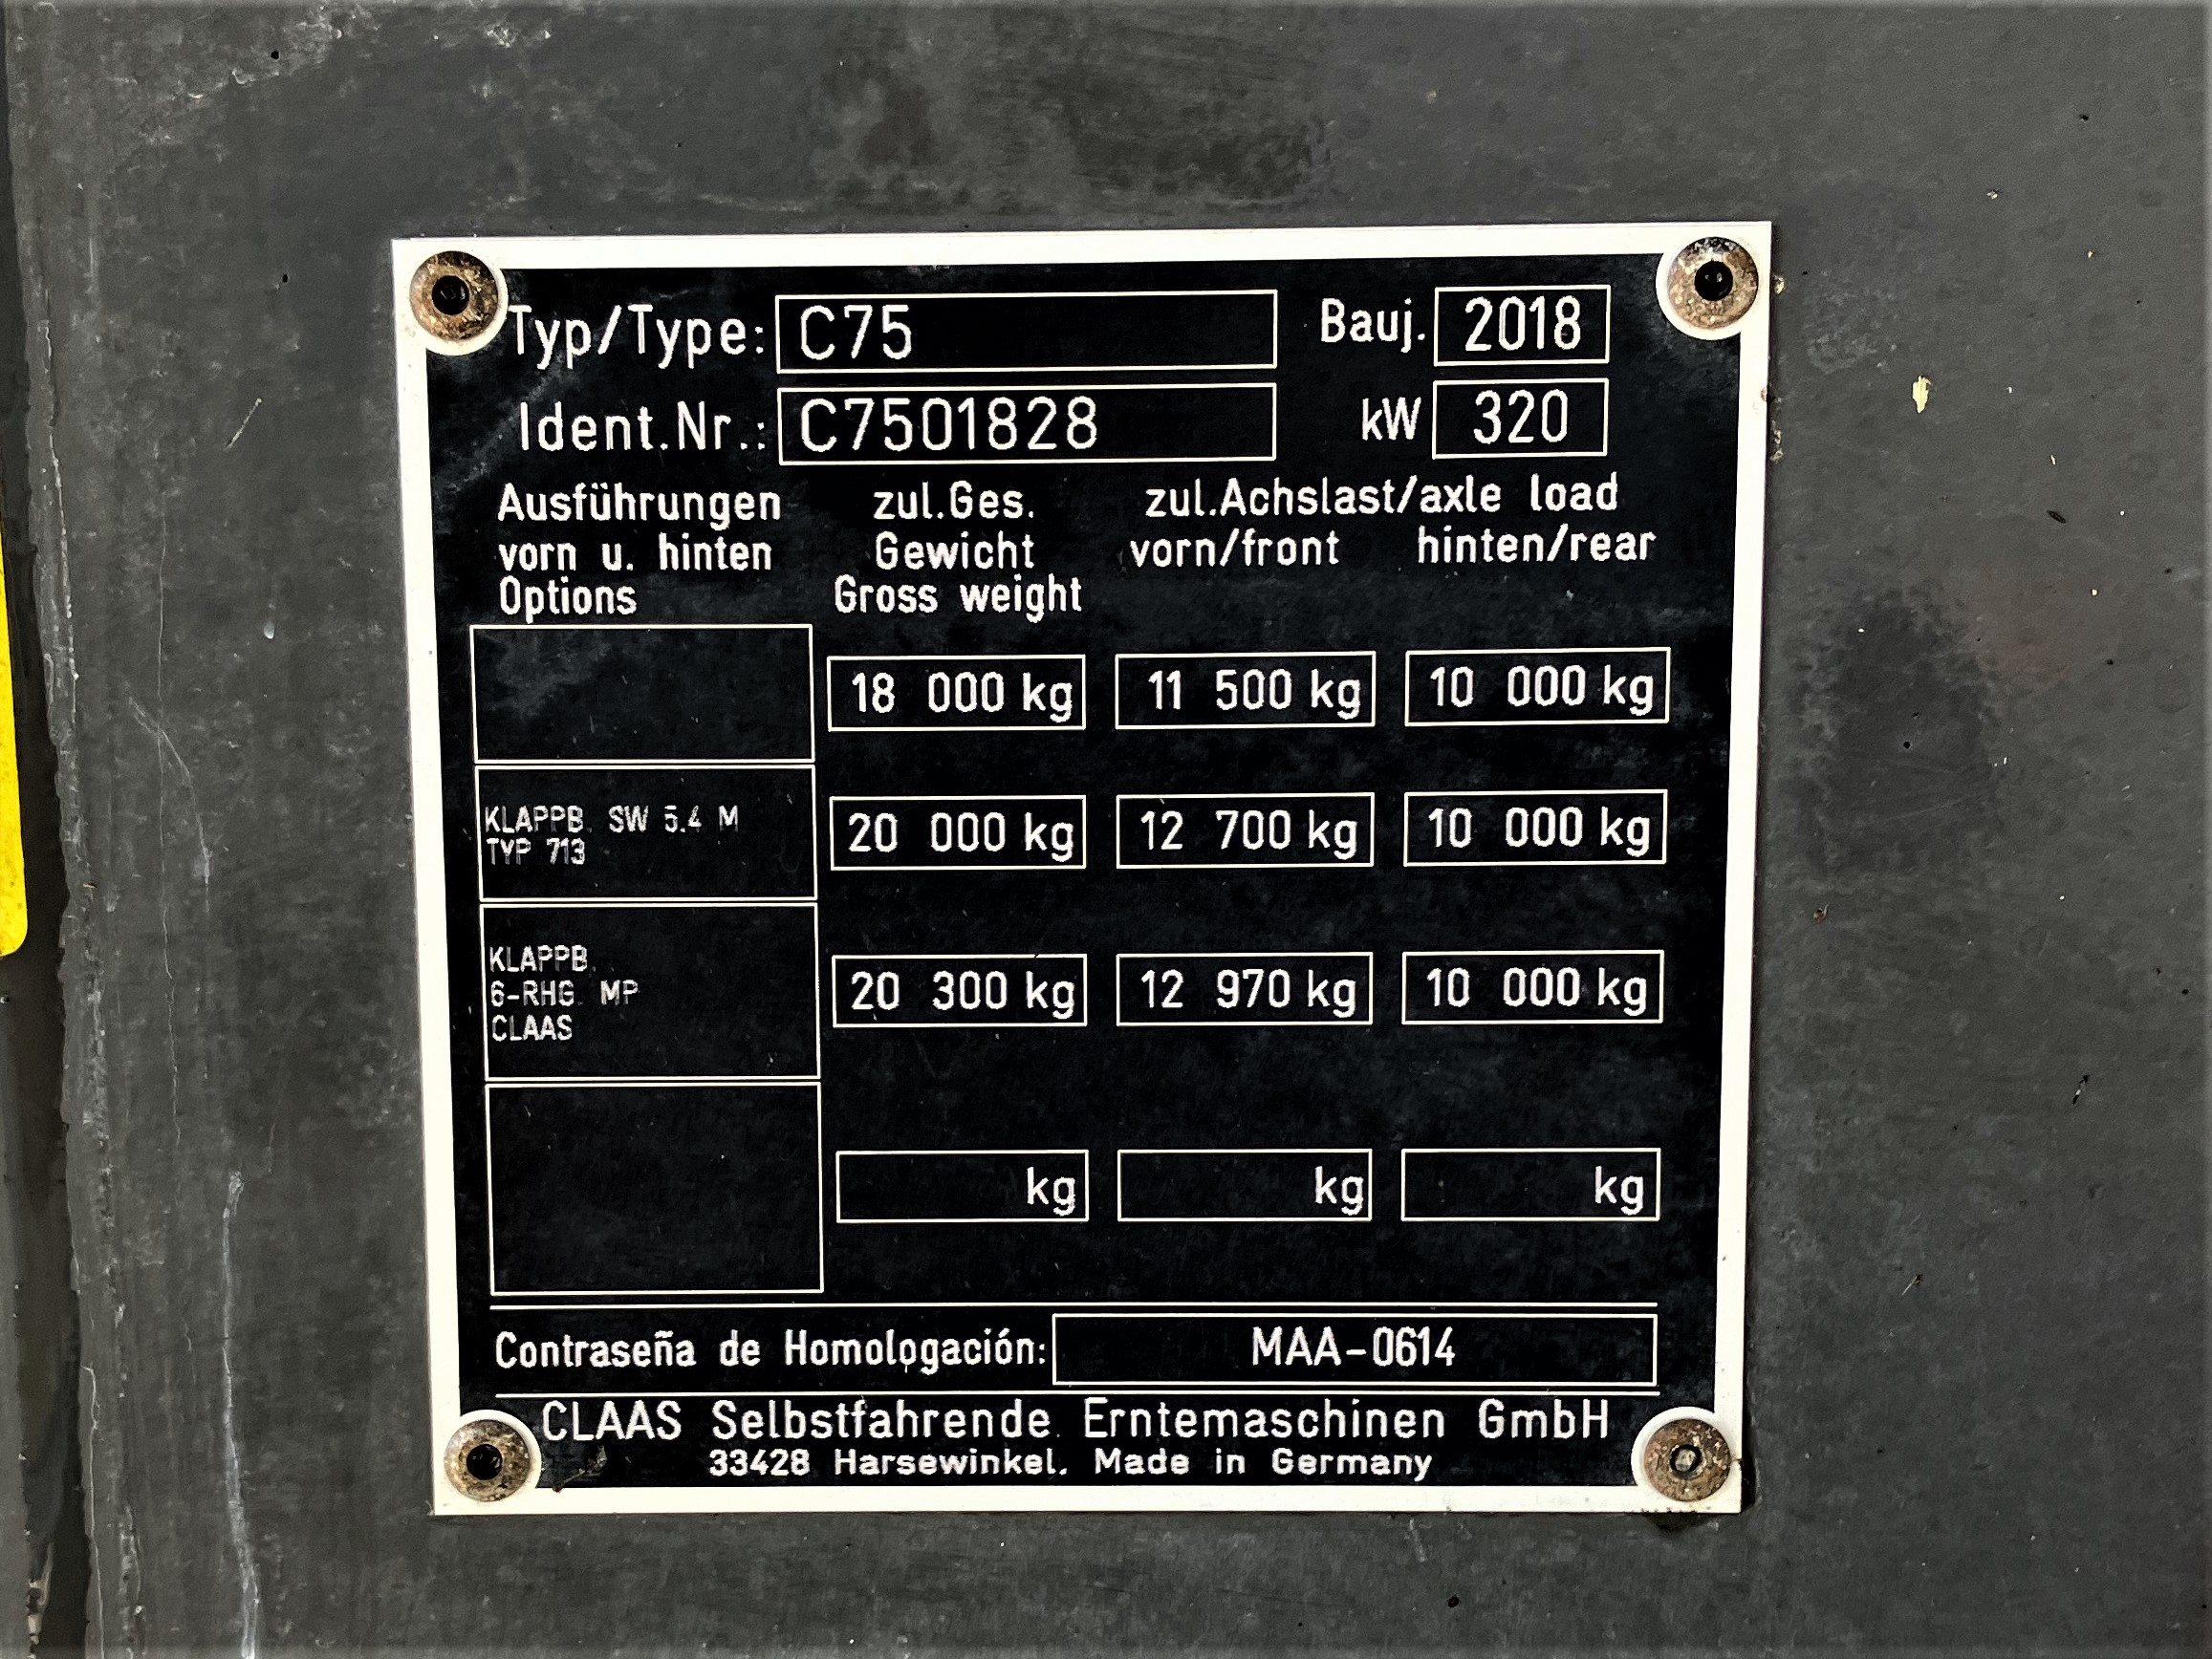 Typ/Type: C75 Bauj. 2018
Ident.Nr.: C7501828 kW 320
Ausführungen zul.Ges. zul.Achslast/axle load
vorn u. hinten Gewicht vorn/front hinten/rear
Options Gross weight
18 000 kg 11 500 kg 10 000 kg
KLAPPB. SW 5.4 M
TYP 713
20 000 kg 12 700 kg 10 000 kg
KLAPPB.
6-RHG. MP
CLAAS
20 300 kg 12 970 kg 10 000 kg
kg kg kg
Contraseña de Homologación: MAA-0614
CLAAS Selbstfahrende Erntemaschinen GmbH
33428 Harsewinkel. Made in Germany